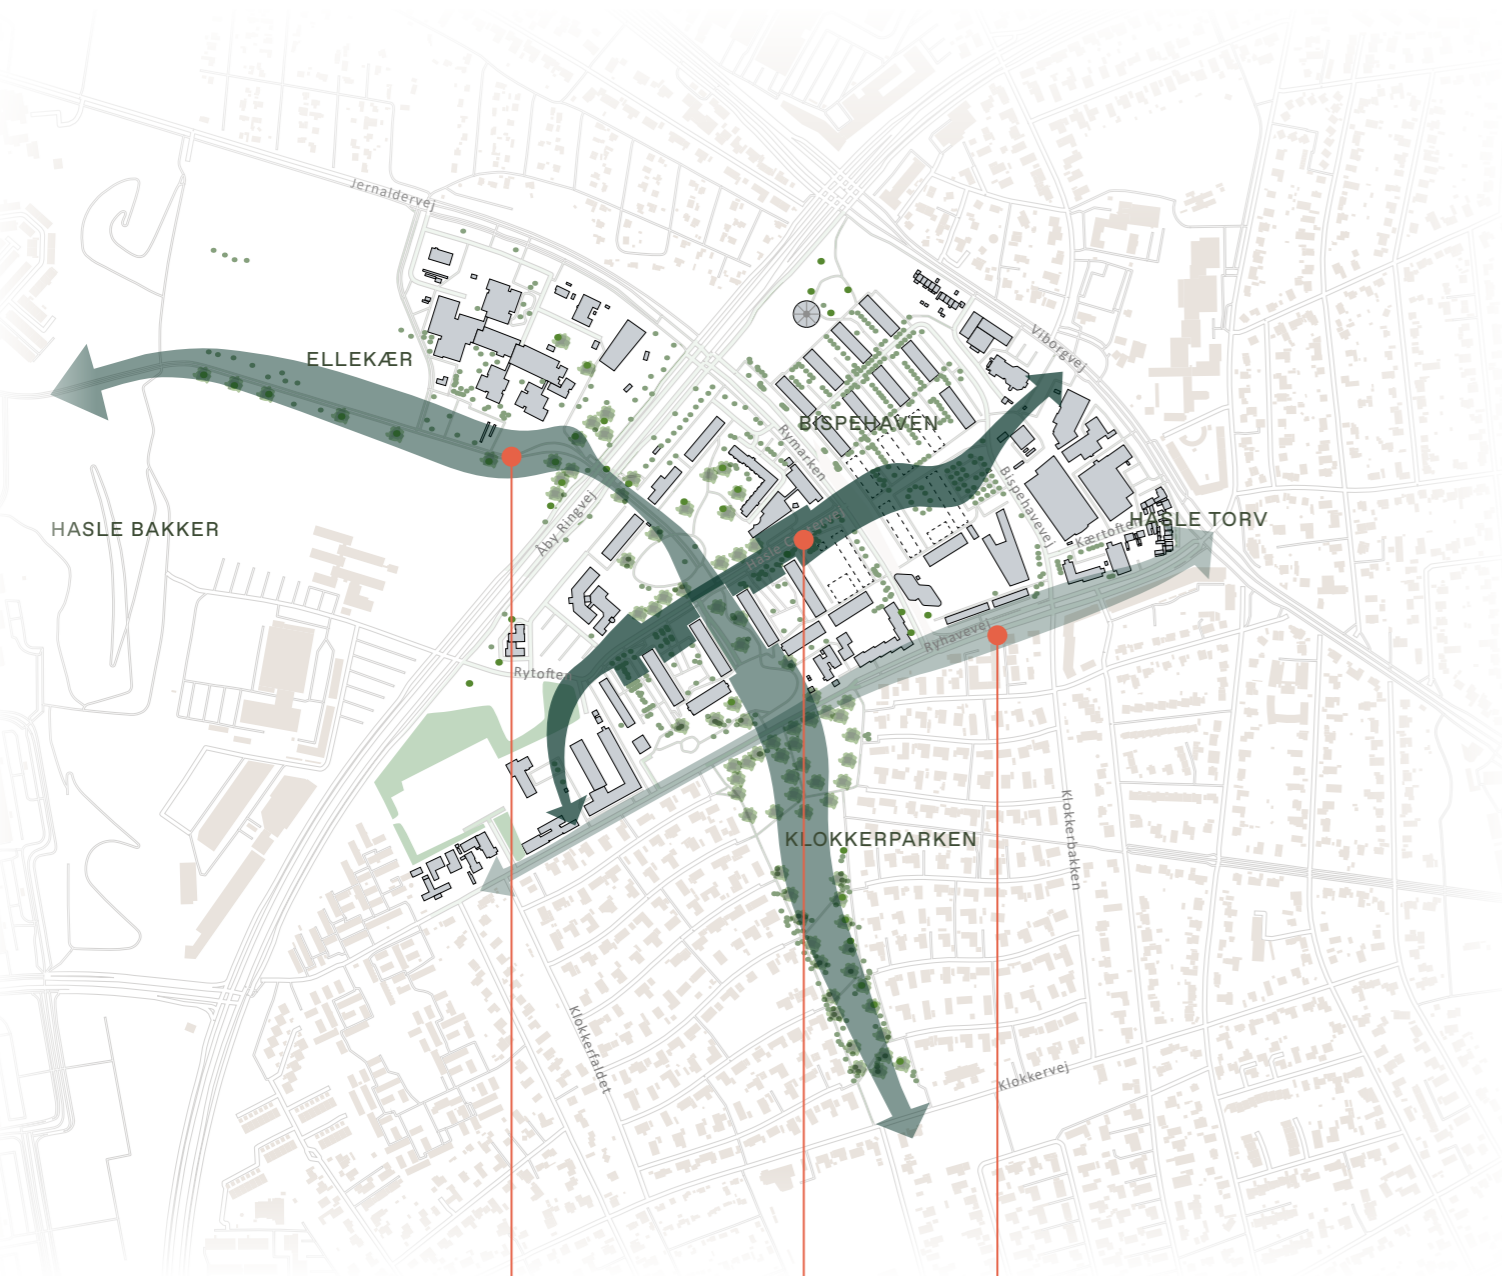 Jernaldervej
Viborgvej
ELLEKÆR
BISPEHAVEN
Rymarken
Bispehavevej
HASLE BAKKER
Åby Ringvej
HASLE TORV
Kærtoften
Ryhavevej
Rytoften
KLOKKERPARKEN
Klokkerbakken
Klokkerfaldet
Klokkervej